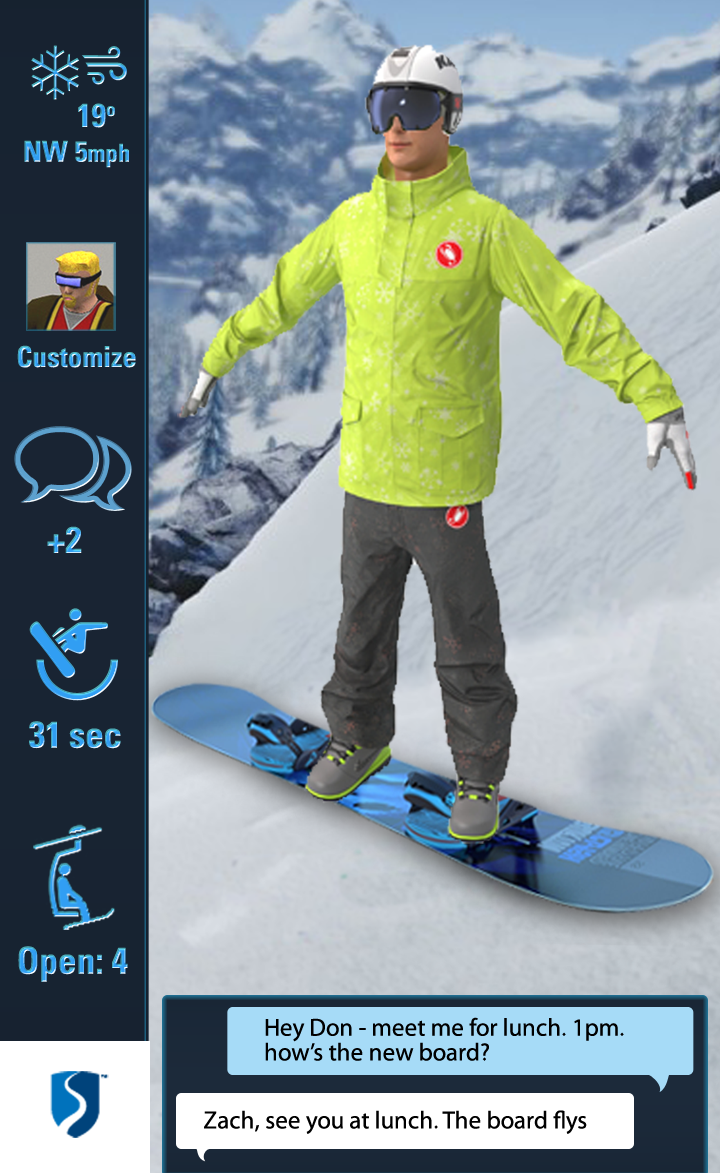 19°
NW 5mph
Customize
+2
31 sec
Open: 4
Hey Don - meet me for lunch. 1pm.
how's the new board?
Zach, see you at lunch. The board flys